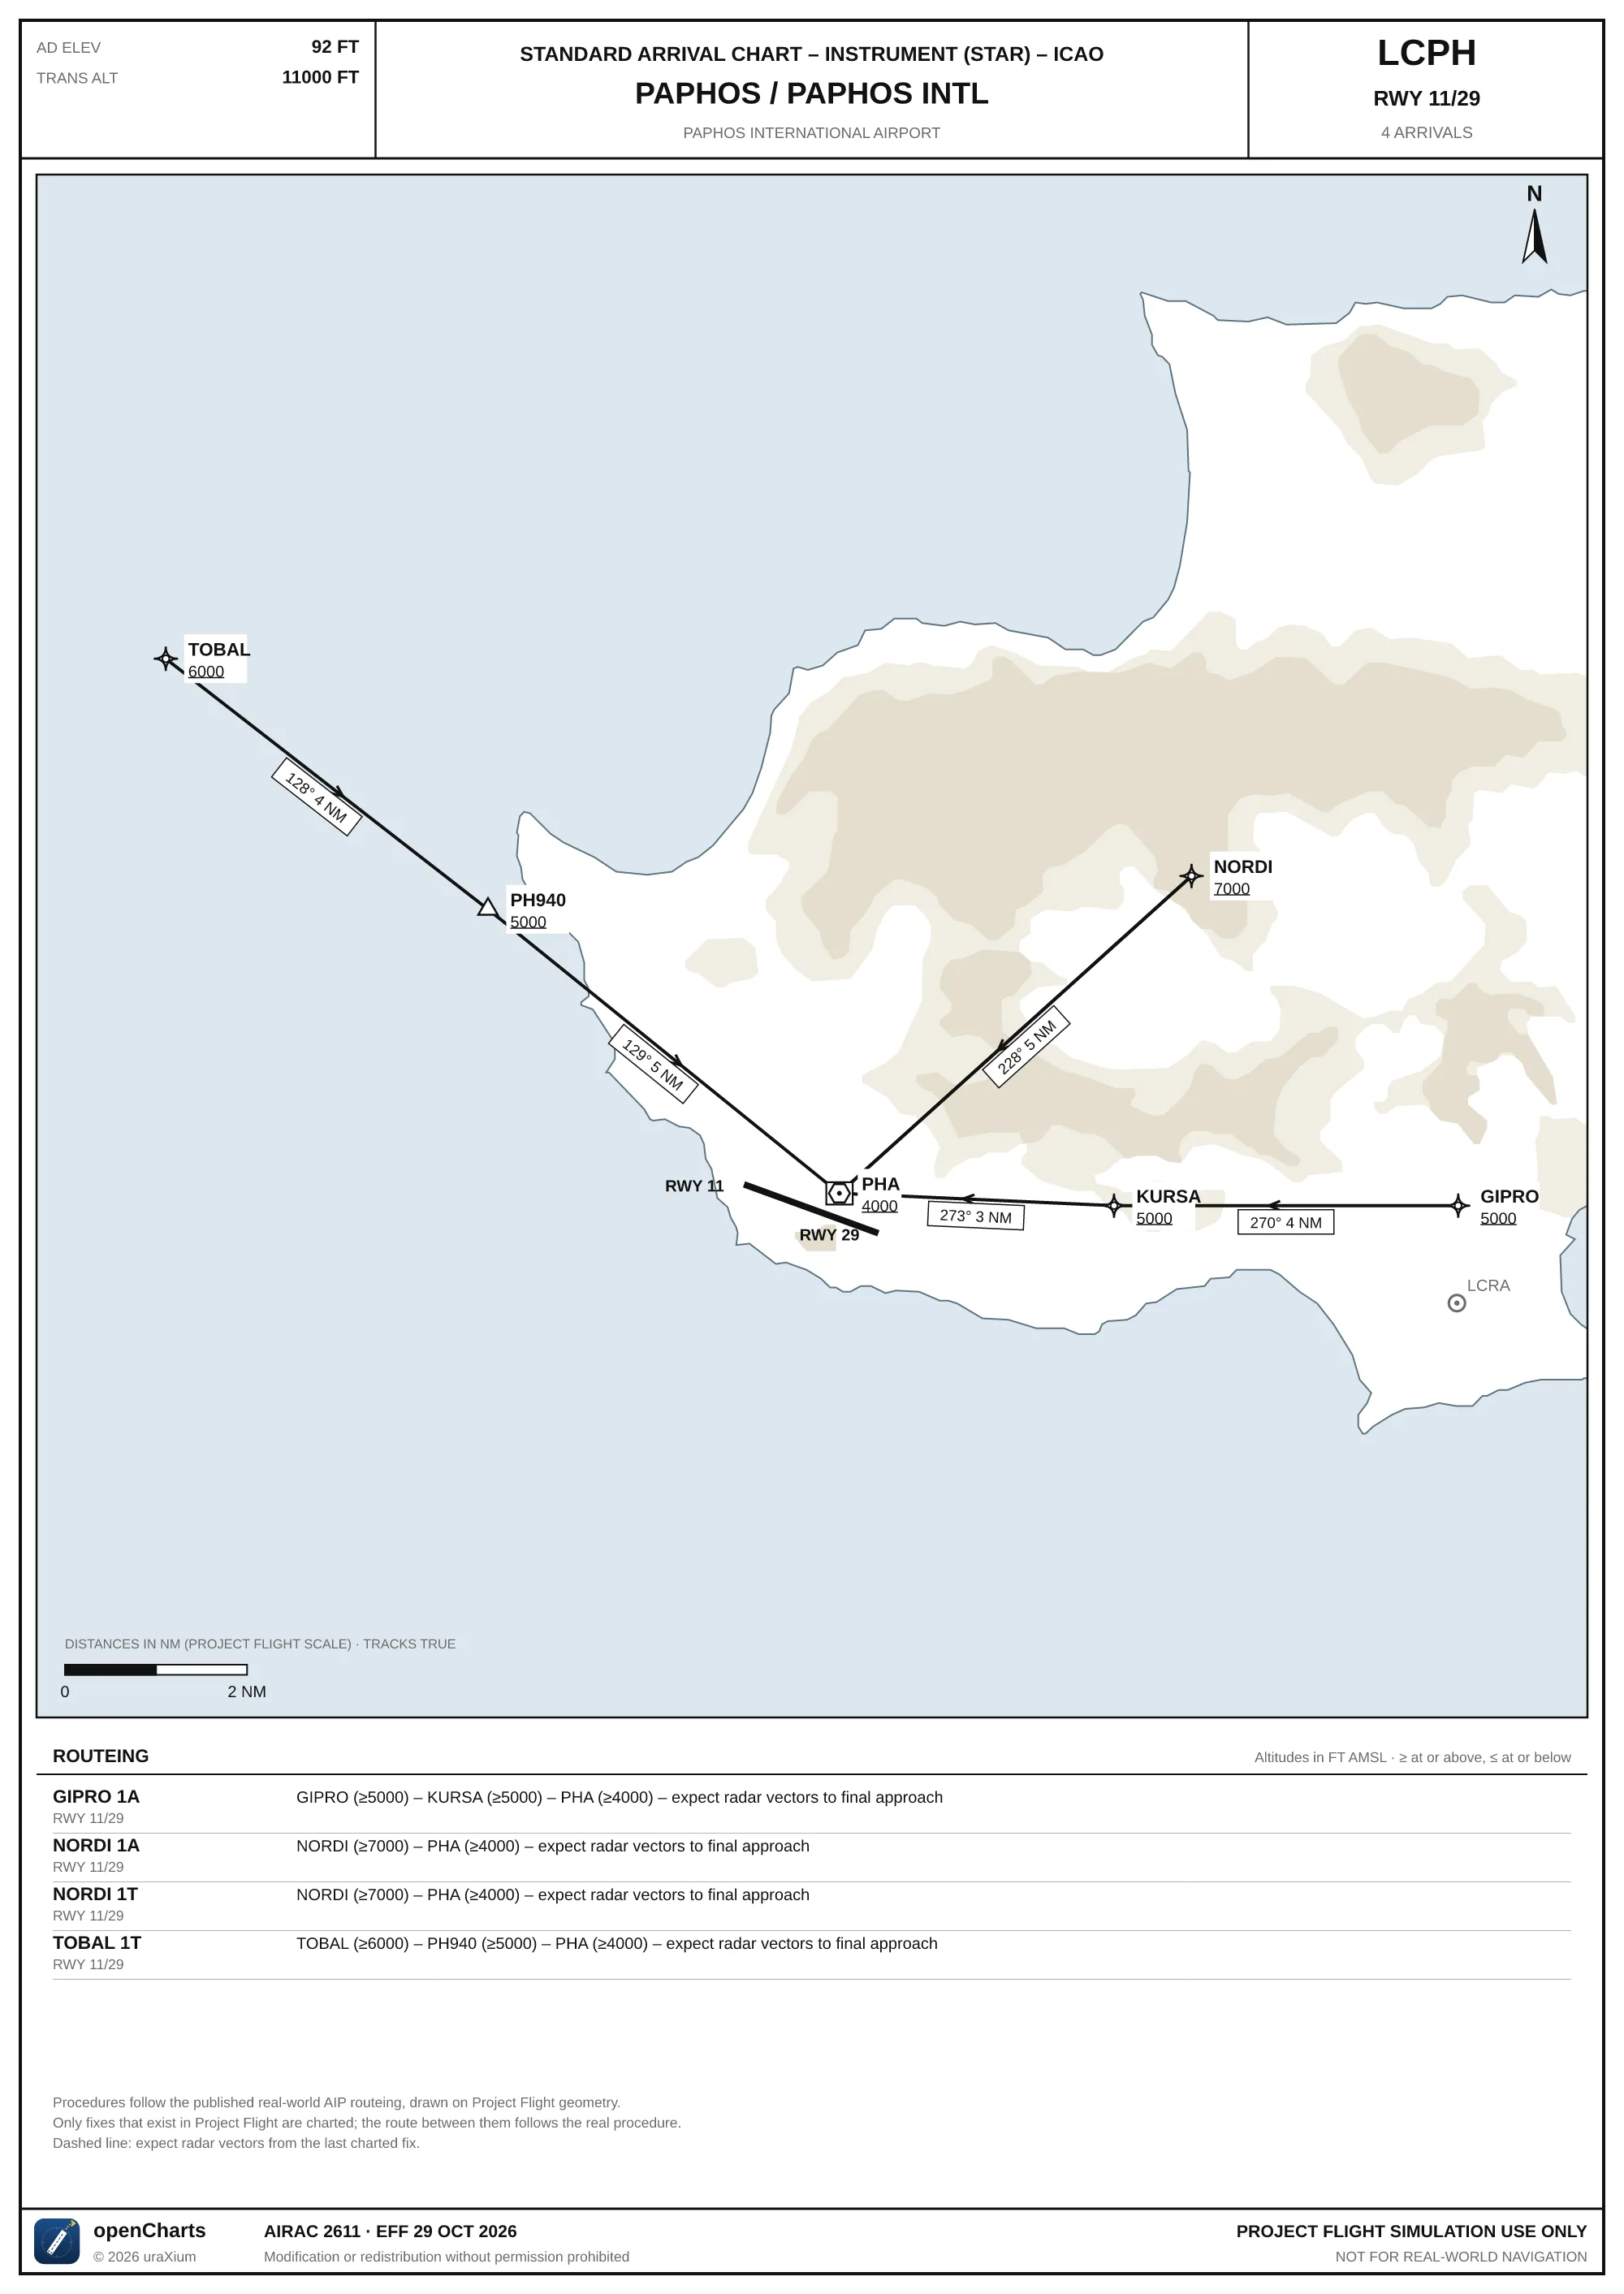 AD ELEV 92 FT
TRANS ALT 11000 FT
STANDARD ARRIVAL CHART – INSTRUMENT (STAR) – ICAO
PAPHOS / PAPHOS INTL
PAPHOS INTERNATIONAL AIRPORT
LCPH
RWY 11/29
4 ARRIVALS
N
TOBAL
6000
128° 4 NM
NORDI
7000
PH940
5000
129° 5 NM
228° 5 NM
RWY 11
PHA
4000
273° 3 NM
KURSA
5000
270° 4 NM
GIPRO
5000
RWY 29
LCRA
DISTANCES IN NM (PROJECT FLIGHT SCALE) · TRACKS TRUE
0 2 NM
ROUTEING
Altitudes in FT AMSL · ≥ at or above, ≤ at or below
GIPRO 1A GIPRO (≥5000) – KURSA (≥5000) – PHA (≥4000) – expect radar vectors to final approach
RWY 11/29
NORDI 1A NORDI (≥7000) – PHA (≥4000) – expect radar vectors to final approach
RWY 11/29
NORDI 1T NORDI (≥7000) – PHA (≥4000) – expect radar vectors to final approach
RWY 11/29
TOBAL 1T TOBAL (≥6000) – PH940 (≥5000) – PHA (≥4000) – expect radar vectors to final approach
RWY 11/29
Procedures follow the published real-world AIP routeing, drawn on Project Flight geometry.
Only fixes that exist in Project Flight are charted; the route between them follows the real procedure.
Dashed line: expect radar vectors from the last charted fix.
openCharts
© 2026 uraXium
AIRAC 2611 · EFF 29 OCT 2026
Modification or redistribution without permission prohibited
PROJECT FLIGHT SIMULATION USE ONLY
NOT FOR REAL-WORLD NAVIGATION